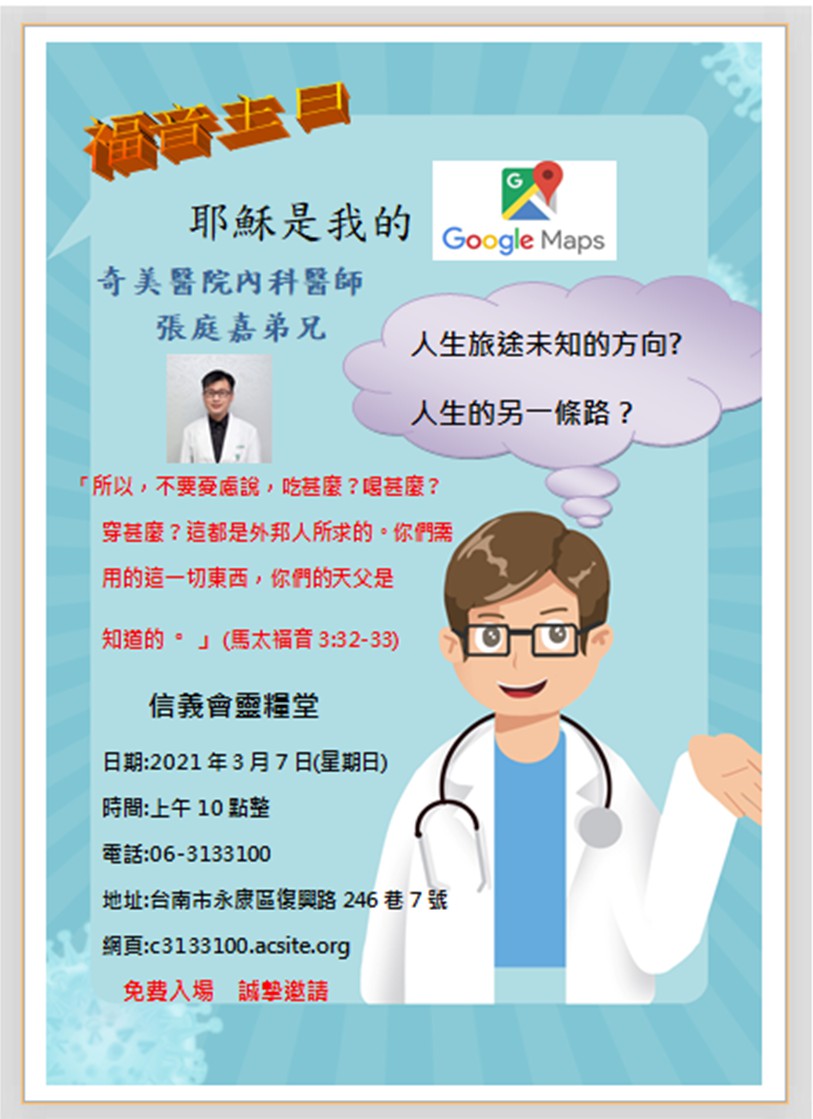 福音主日
耶穌是我的
G
Google Maps
奇美醫院內科醫師
張庭嘉弟兄
人生旅途未知的方向?
人生的另一條路？
「所以，不要憂慮說，吃甚麼？喝甚麼？
穿甚麼？這都是外邦人所求的。你們需
用的這一切東西，你們的天父是
知道的 。 」(馬太福音 3:32-33)
信義會靈糧堂
日期:2021 年 3 月 7 日(星期日)
時間:上午 10 點整
電話:06-3133100
地址:台南市永康區復興路 246 巷 7 號
網頁:c3133100.acsite.org
免費入場　誠摯邀請